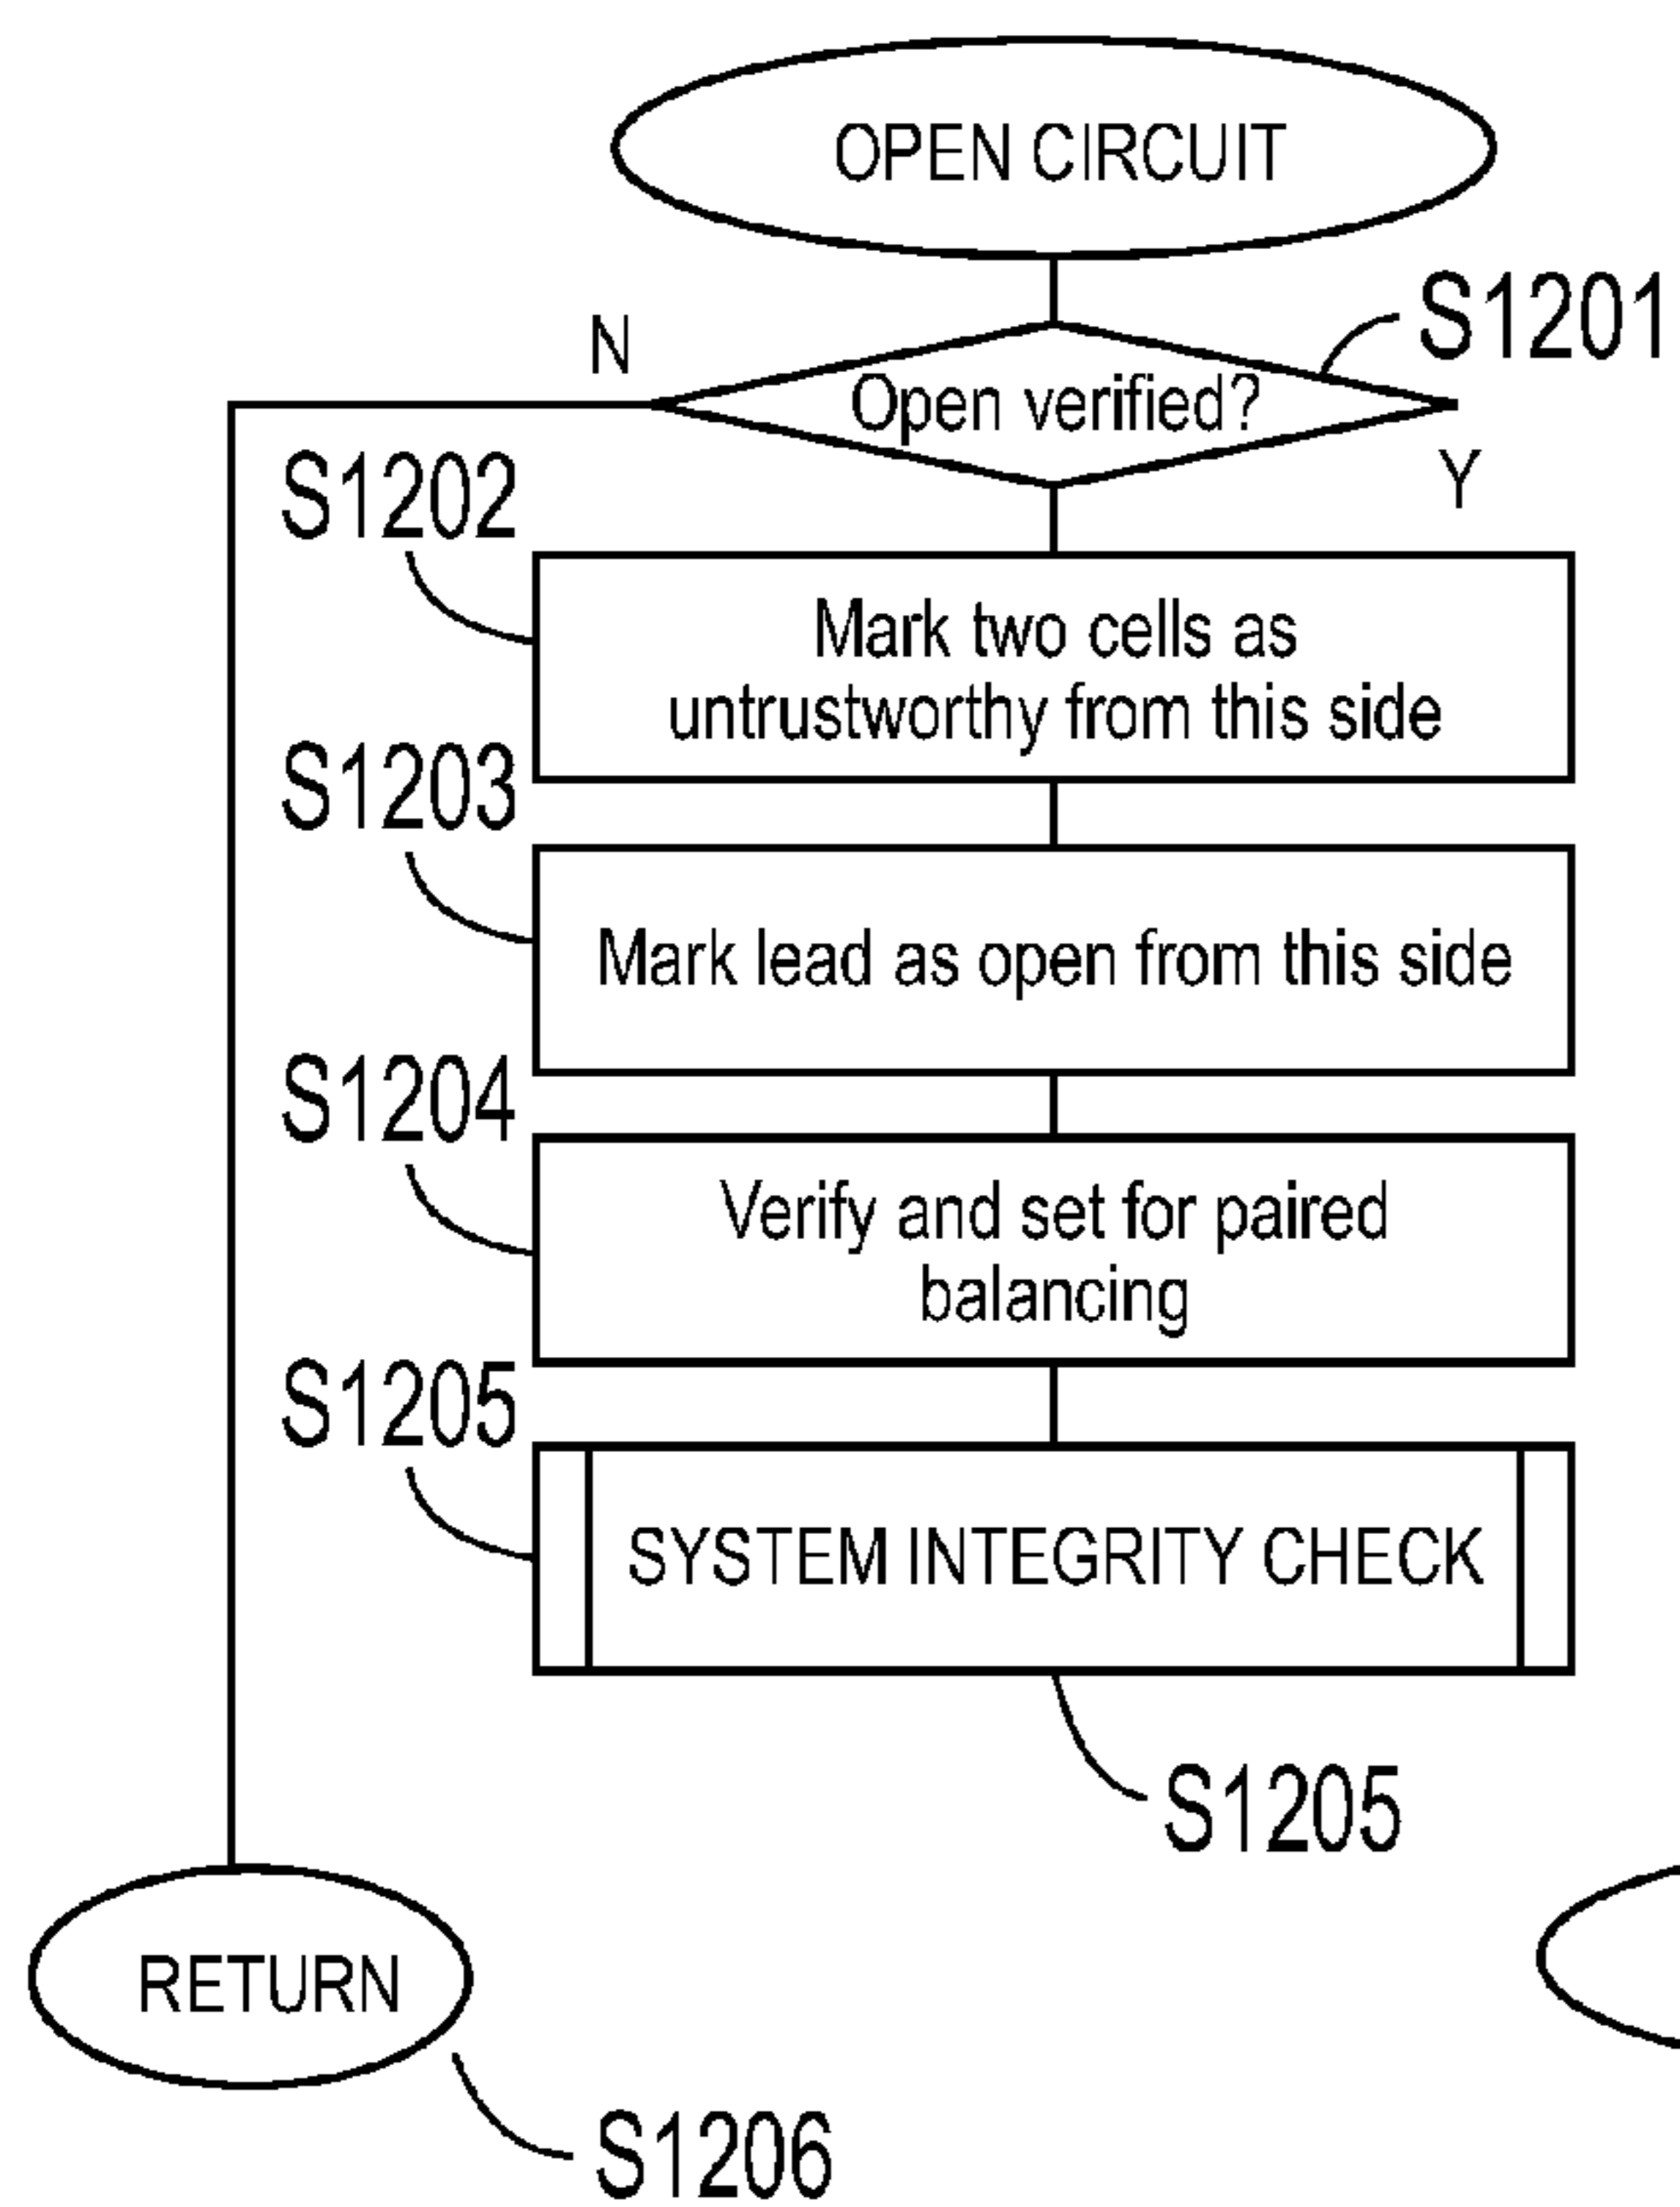 OPEN CIRCUIT
S1201
N
Open verified?
Y
S1202
Mark two cells as
untrustworthy from this side
S1203
Mark lead as open from this side
S1204
Verify and set for paired
balancing
S1205
SYSTEM INTEGRITY CHECK
S1205
RETURN
S1206